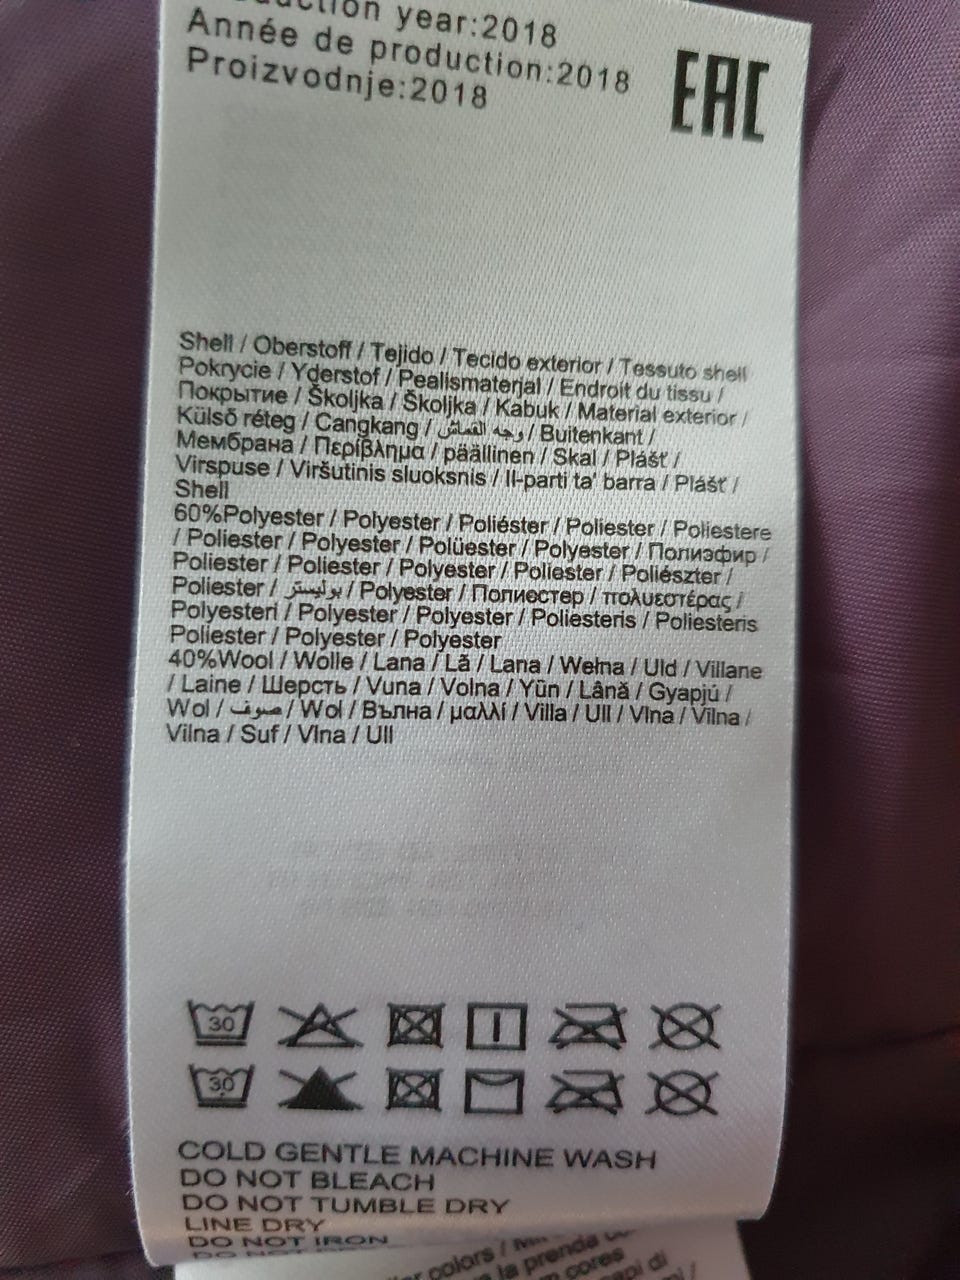 year:2018
Année de production:2018
Proizvodnje:2018
EAC
Shell / Oberstoff / Tejido / Tecido exterior / Tessuto shell
Pokrycie / Yderstof / Pealismaterjal / Endroit du tissu /
Покрытие / Školjka / Školjka / Kabuk / Material exterior /
Külső réteg / Cangkang / وجه القماش / Buitenkant /
Мембрана / Περίβλημα / päällinen / Skal / Plášť /
Virspuse / Viršutinis sluoksnis / Il-parti ta' barra / Plášť /
Shell
60%Polyester / Polyester / Poliéster / Poliester / Poliestere
/ Poliester / Polyester / Polüester / Polyester / Полиэфир /
Poliester / Poliester / Polyester / Poliester / Poliészter /
Poliester / بوليستر / Polyester / Полиестер / πολυεστέρας /
Polyesteri / Polyester / Polyester / Poliesteris / Poliesteris
Poliester / Polyester / Polyester
40%Wool / Wolle / Lana / Lã / Lana / Wełna / Uld / Villane
/ Laine / Шерсть / Vuna / Volna / Yün / Lână / Gyapjú /
Wol / صوف / Wol / Вълна / μαλλί / Villa / Ull / Vlna / Vilna /
Vilna / Suf / Vlna / Ull
30
30
COLD GENTLE MACHINE WASH
DO NOT BLEACH
DO NOT TUMBLE DRY
LINE DRY
DO NOT IRON
colors /
la prenda
cores